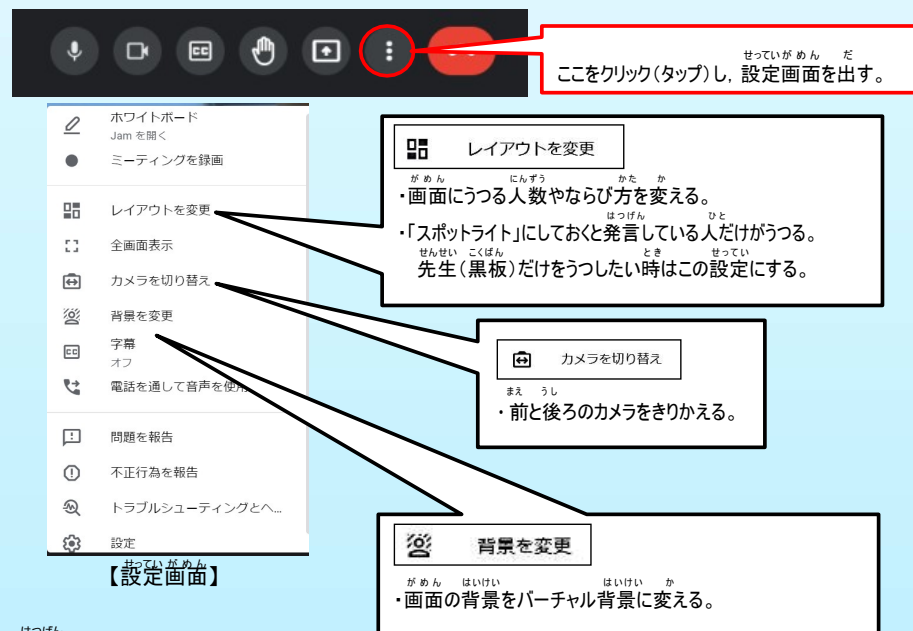 せっていがめん だ
ここをクリック(タップ)し, 設定画面を出す。
ホワイトボード
Jam を開く
ミーティングを録画
レイアウトを変更
全画面表示
カメラを切り替え
背景を変更
字幕
オフ
電話を通して音声を使用
問題を報告
不正行為を報告
トラブルシューティングとヘ...
設定
せっていがめん
【設定画面】
レイアウトを変更
がめん にんずう かた か
・画面にうつる人数やならび方を変える。
はつげん ひと
・「スポットライト」にしておくと発言している人だけがうつる。
せんせい こくばん とき せってい
先生(黒板)だけをうつしたい時はこの設定にする。
カメラを切り替え
まえ うし
・前と後ろのカメラをきりかえる。
背景を変更
がめん はいけい はいけい か
・画面の背景をバーチャル背景に変える。
はつげん